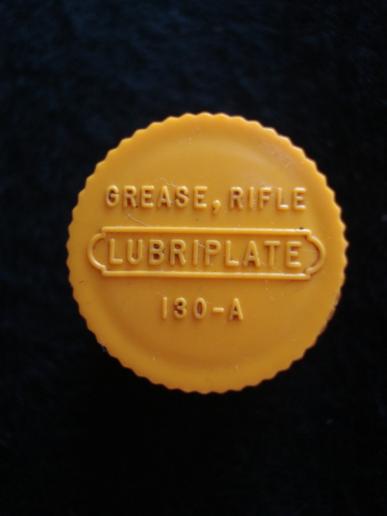 GREASE, RIFLE
LUBRIPLATE
130-A